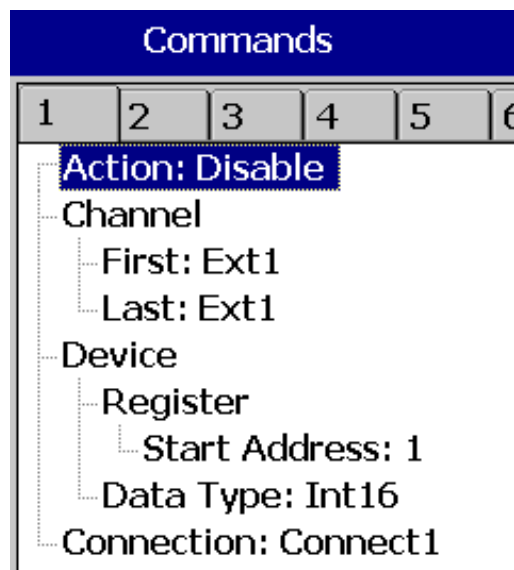 Commands
1 2 3 4 5 6
Action: Disable
Channel
First: Ext1
Last: Ext1
Device
Register
Start Address: 1
Data Type: Int16
Connection: Connect1